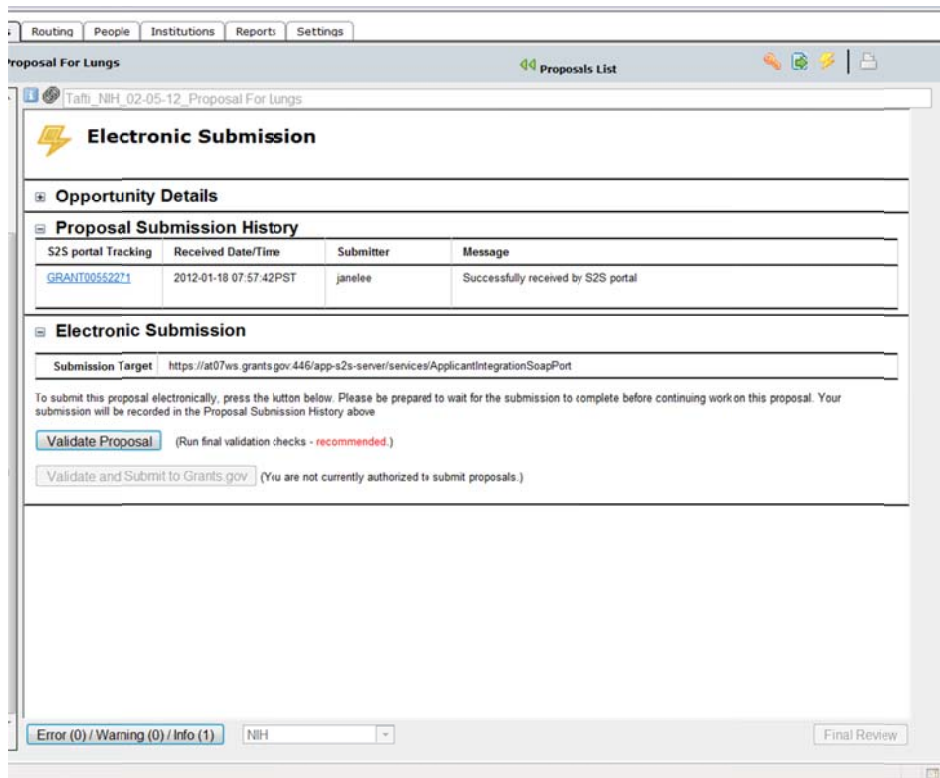 Routing People Institutions Reports Settings
Proposal For Lungs Proposals List
Tafti_NIH_02-05-12_Proposal For lungs
Electronic Submission
Opportunity Details
Proposal Submission History
S2S portal Tracking Received Date/Time Submitter Message
GRANT00552271 2012-01-18 07:57:42PST janelee Successfully received by S2S portal
Electronic Submission
Submission Target https://at07ws.grants.gov:446/app-s2s-server/services/ApplicantIntegrationSoapPort
To submit this proposal electronically, press the button below. Please be prepared to wait for the submission to complete before continuing work on this proposal. Your
submission will be recorded in the Proposal Submission History above
Validate Proposal (Run final validation checks - recommended.)
Validate and Submit to Grants.gov (You are not currently authorized to submit proposals.)
Error (0) / Warning (0) / Info (1) NIH Final Review